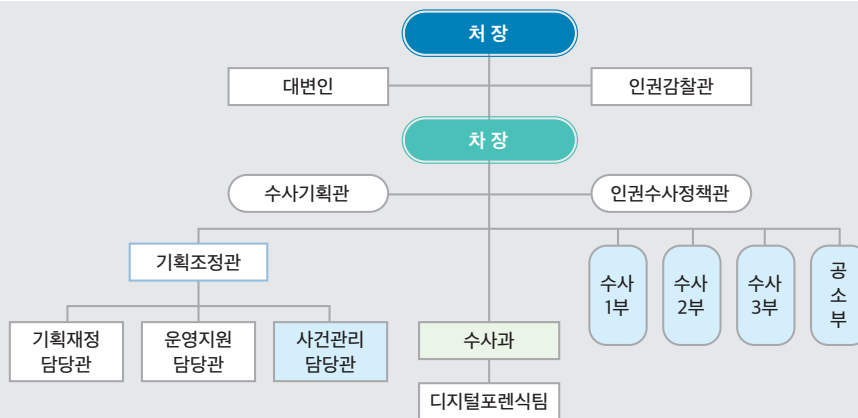 처 장
대변인
인권감찰관
차 장
수사기획관
인권수사정책관
기획조정관
수사
1부
수사
2부
수사
3부
공
소
부
기획재정
담당관
운영지원
담당관
사건관리
담당관
수사과
디지털포렌식팀